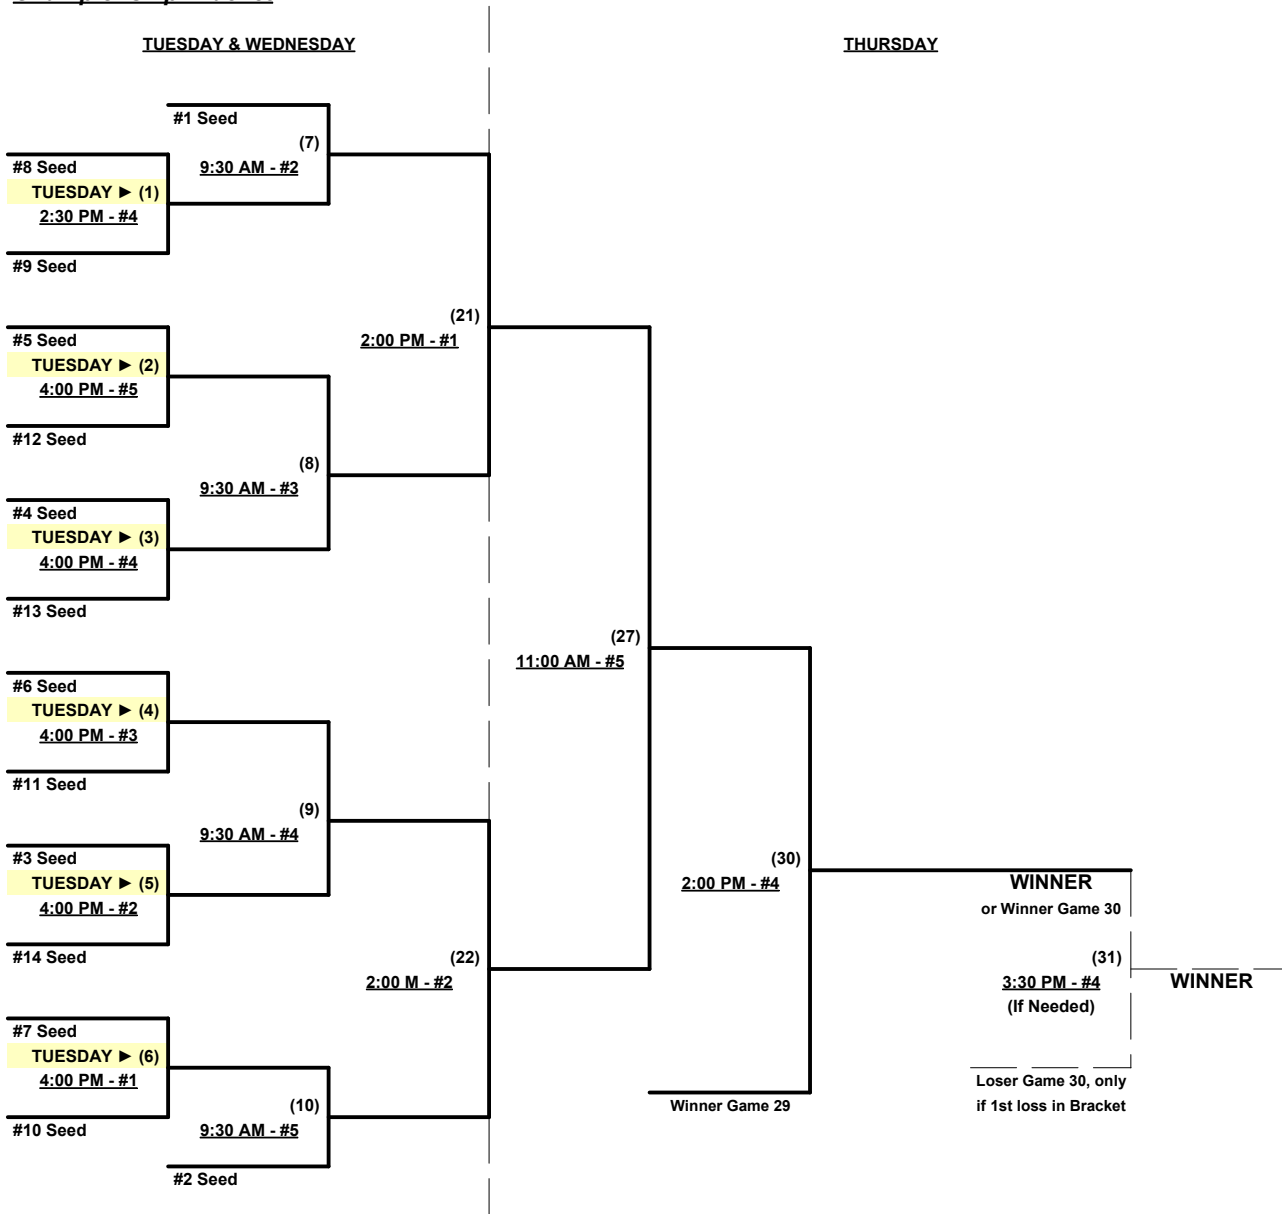 TUESDAY & WEDNESDAY
THURSDAY
#1 Seed
(7)
9:30 AM - #2
#8 Seed
TUESDAY ► (1)
2:30 PM - #4
#9 Seed
(21)
2:00 PM - #1
#5 Seed
TUESDAY ► (2)
4:00 PM - #5
#12 Seed
(8)
9:30 AM - #3
#4 Seed
TUESDAY ► (3)
4:00 PM - #4
#13 Seed
(27)
11:00 AM - #5
#6 Seed
TUESDAY ► (4)
4:00 PM - #3
#11 Seed
(9)
9:30 AM - #4
#3 Seed
TUESDAY ► (5)
4:00 PM - #2
#14 Seed
(30)
2:00 PM - #4
WINNER
or Winner Game 30
(22)
2:00 M - #2
(31)
3:30 PM - #4
(If Needed)
WINNER
#7 Seed
TUESDAY ► (6)
4:00 PM - #1
#10 Seed
(10)
9:30 AM - #5
#2 Seed
Winner Game 29
Loser Game 30, only
if 1st loss in Bracket